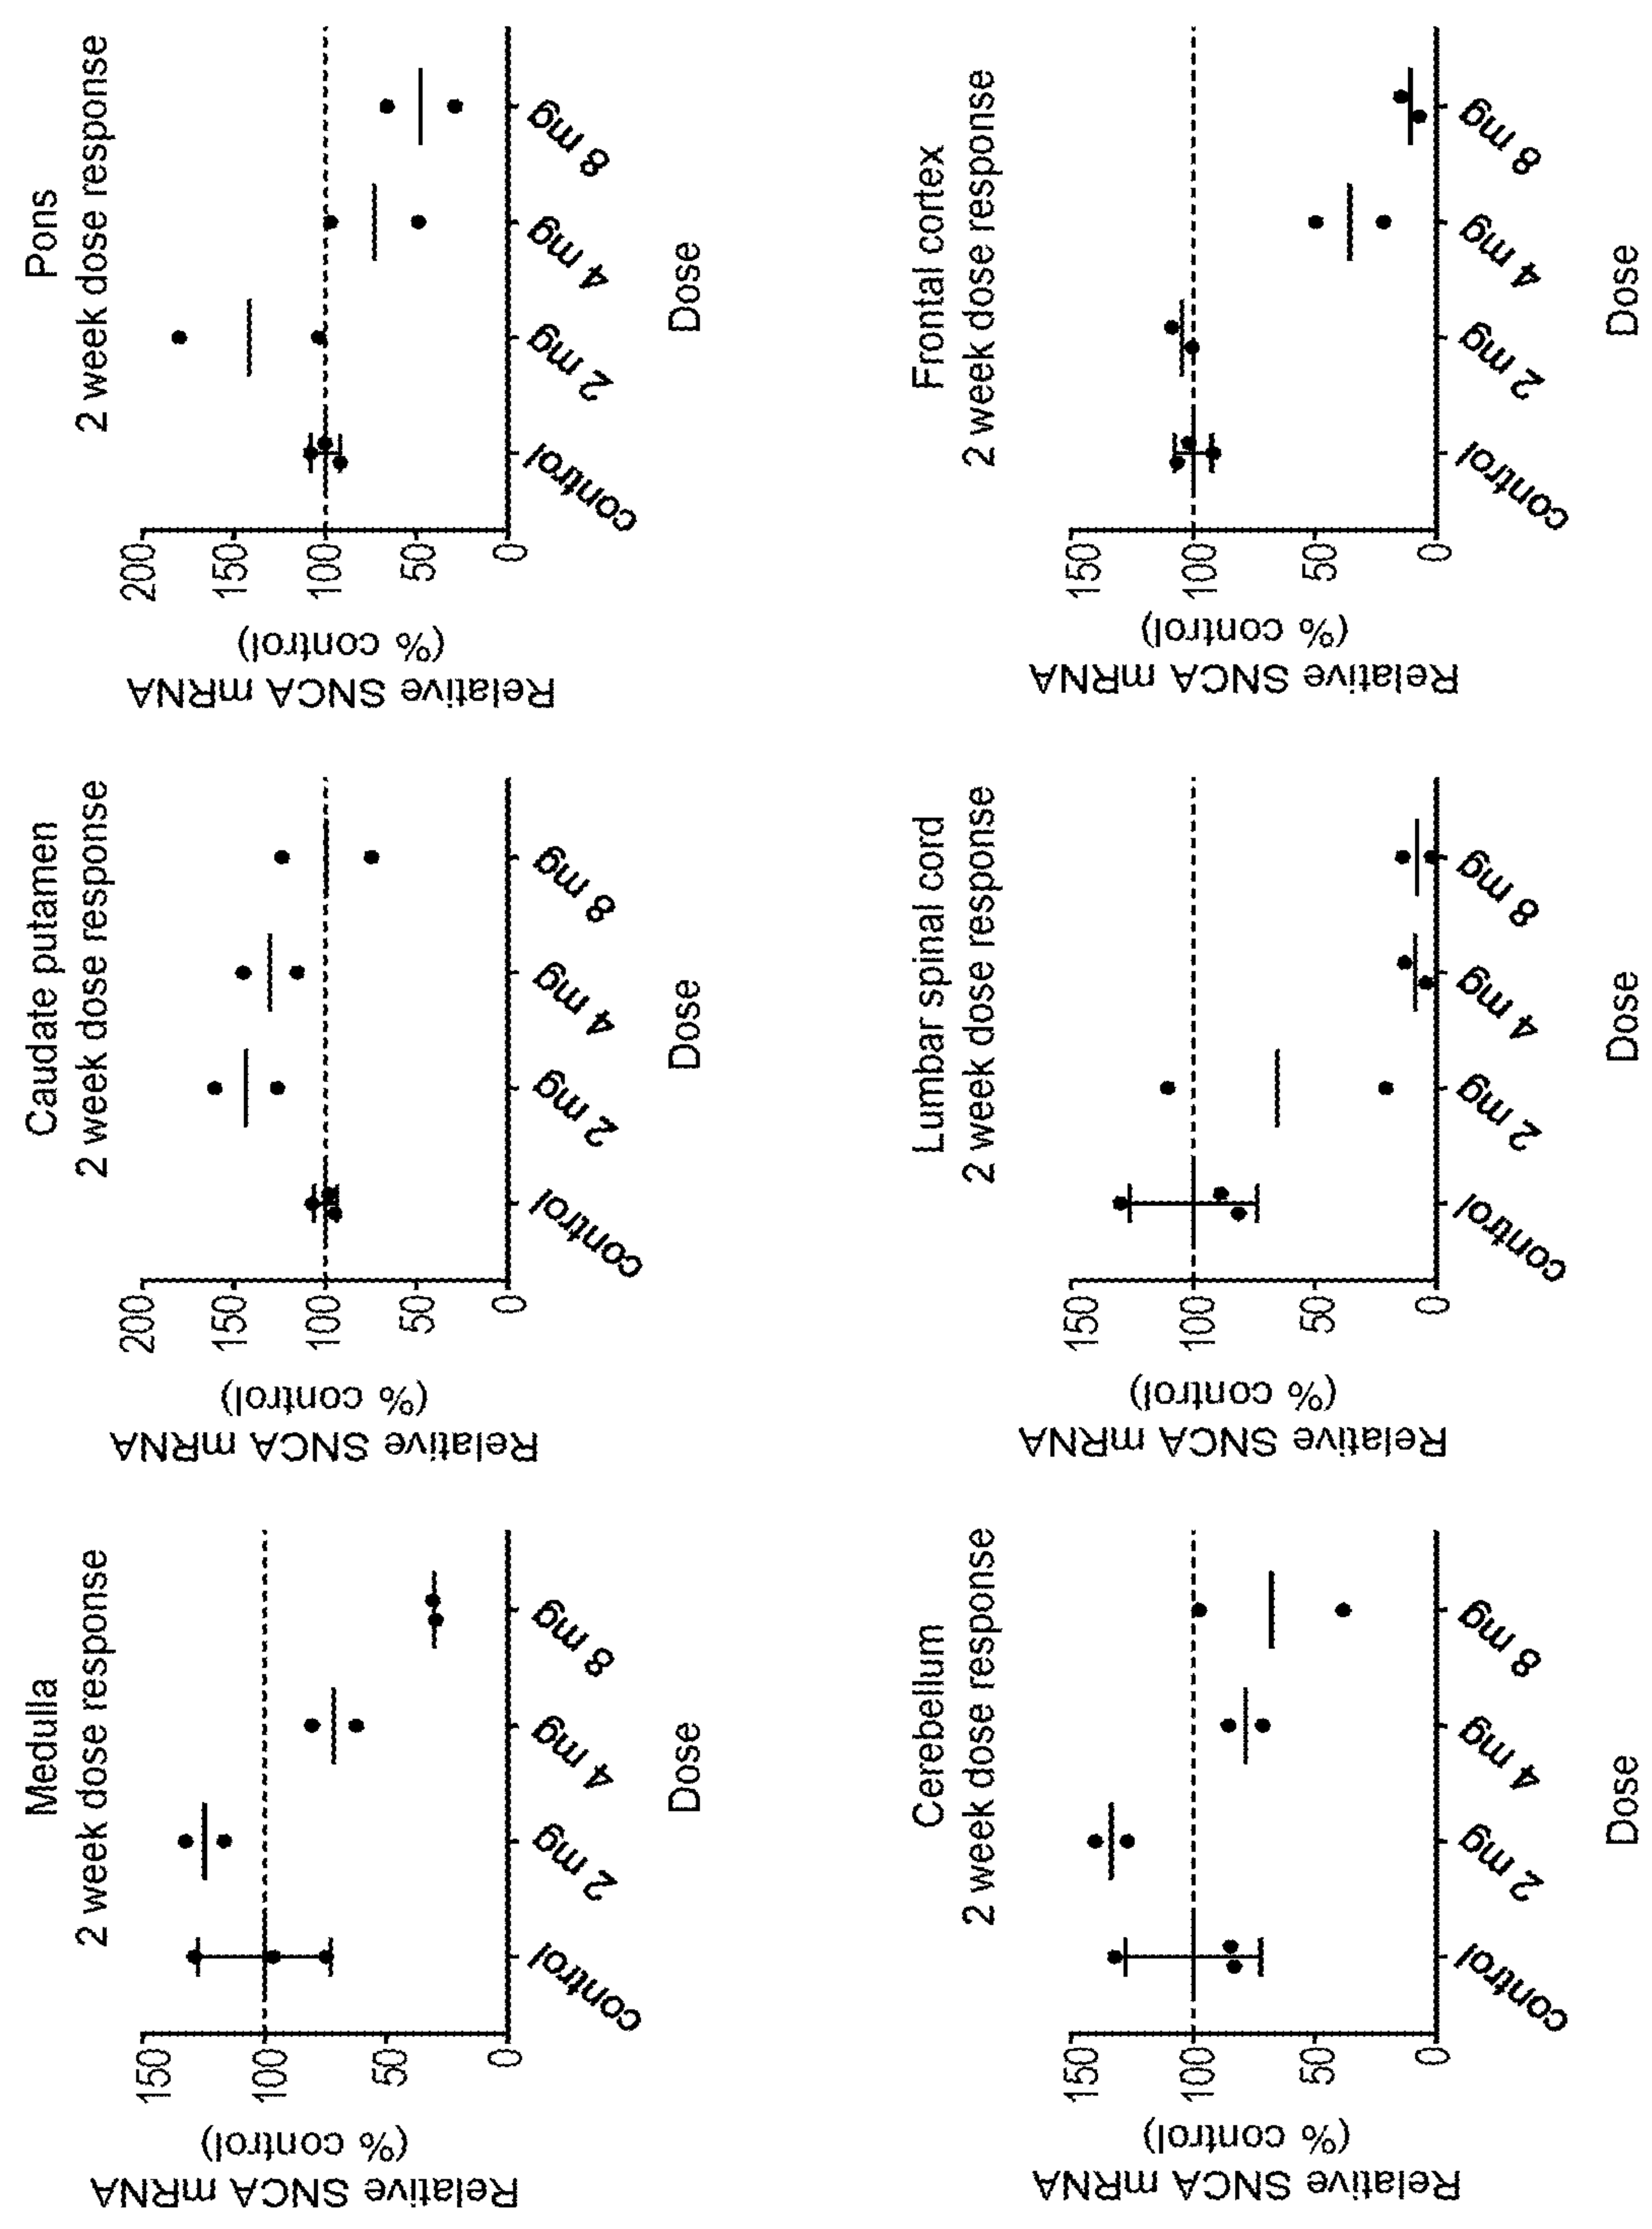 Medulla
2 week dose response
Relative SNCA mRNA
(% control)
150
100
50
0
control
2 mg
4 mg
8 mg
Dose
Caudate putamen
2 week dose response
Relative SNCA mRNA
(% control)
200
150
100
50
0
control
2 mg
4 mg
8 mg
Dose
Pons
2 week dose response
Relative SNCA mRNA
(% control)
200
150
100
50
0
control
2 mg
4 mg
8 mg
Dose
Cerebellum
2 week dose response
Relative SNCA mRNA
(% control)
150
100
50
0
control
2 mg
4 mg
8 mg
Dose
Lumbar spinal cord
2 week dose response
Relative SNCA mRNA
(% control)
150
100
50
0
control
2 mg
4 mg
8 mg
Dose
Frontal cortex
2 week dose response
Relative SNCA mRNA
(% control)
150
100
50
0
control
2 mg
4 mg
8 mg
Dose